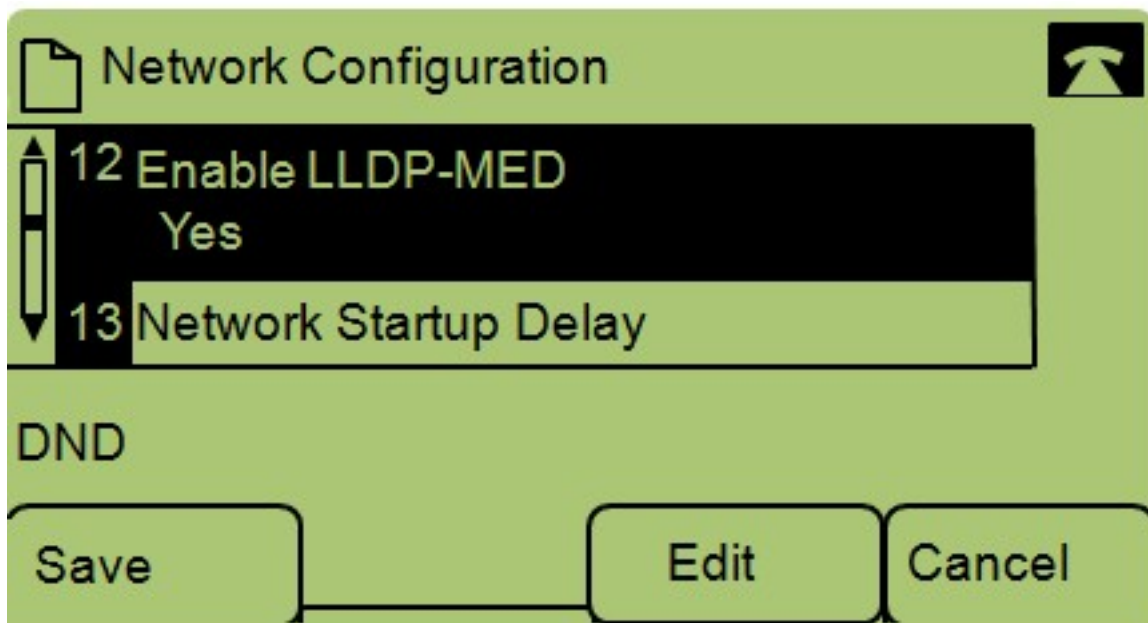 Network Configuration
12 Enable LLDP-MED
Yes
13 Network Startup Delay
DND
Save Edit Cancel